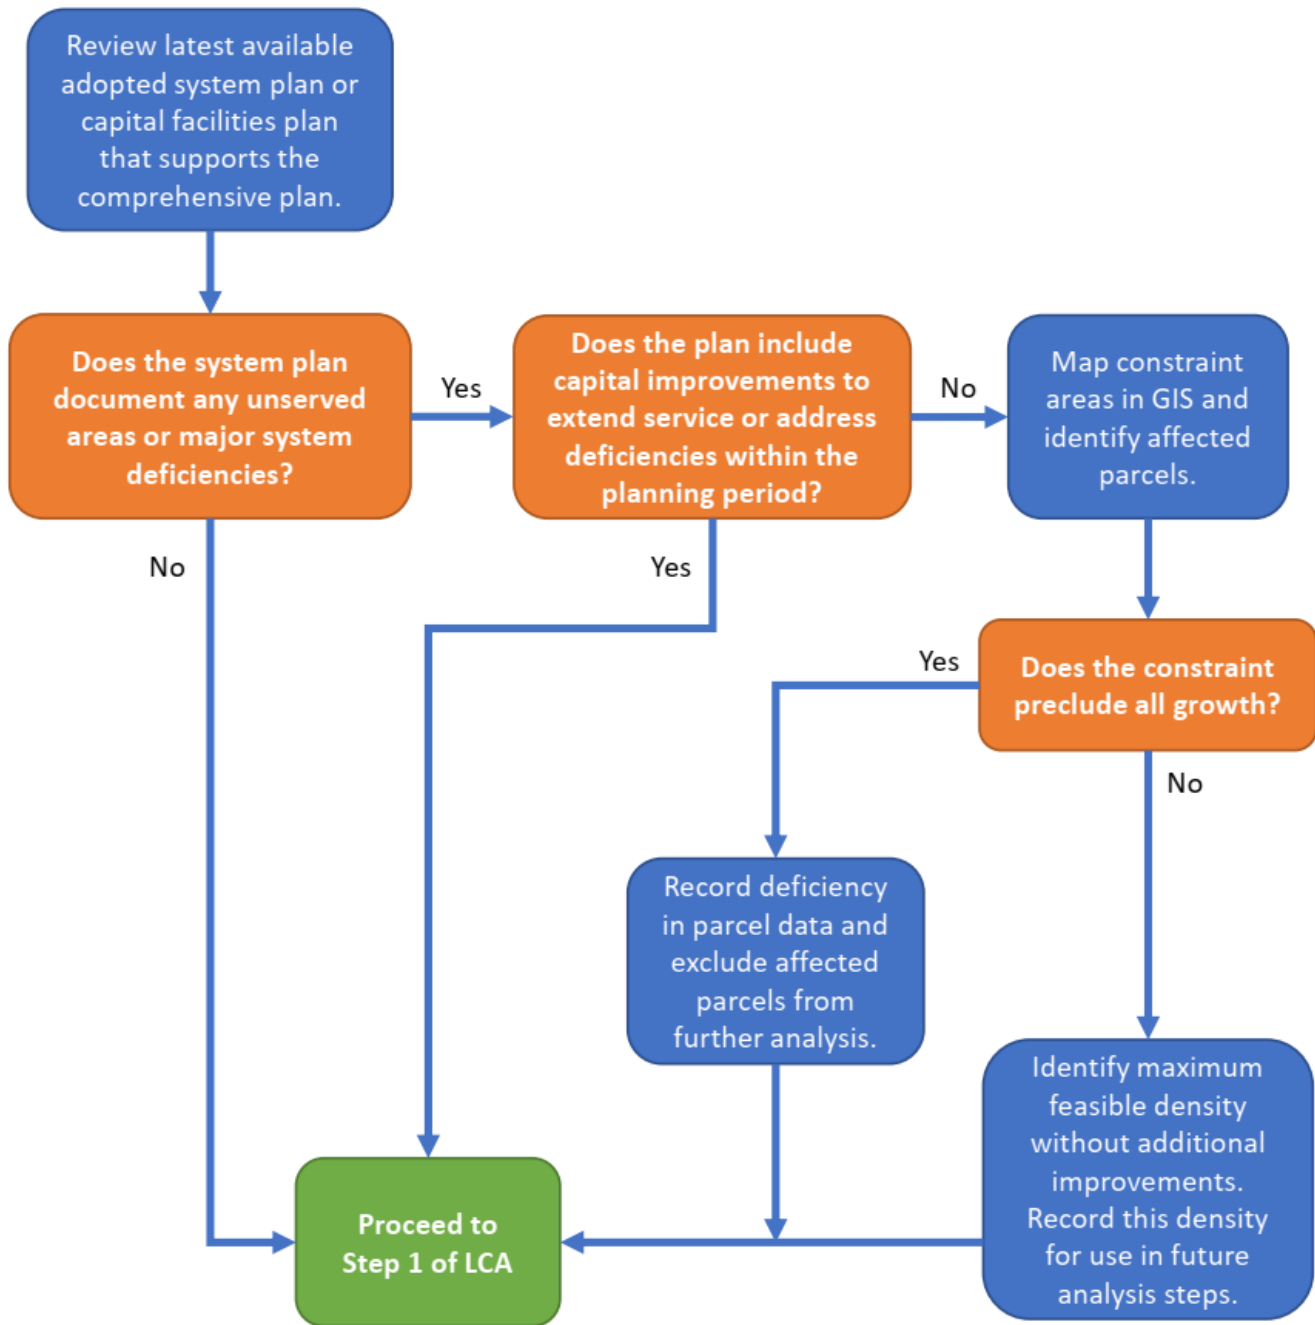 Review latest available
adopted system plan or
capital facilities plan
that supports the
comprehensive plan.
Does the system plan
document any unserved
areas or major system
deficiencies?
Yes
Does the plan include
capital improvements to
extend service or address
deficiencies within the
planning period?
No
Map constraint
areas in GIS and
identify affected
parcels.
No
Yes
Yes
Does the constraint
preclude all growth?
No
Record deficiency
in parcel data and
exclude affected
parcels from
further analysis.
Identify maximum
feasible density
without additional
improvements.
Record this density
for use in future
analysis steps.
Proceed to
Step 1 of LCA